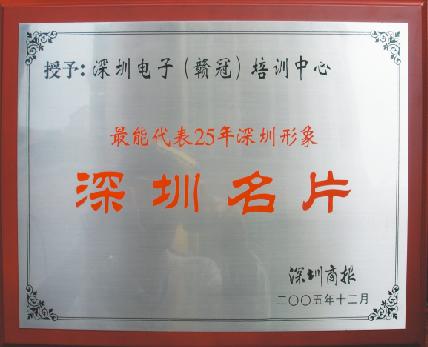 授予：深圳电子（赣冠）培训中心
最能代表25年深圳形象
深圳名片
深圳商报
二〇〇五年十二月